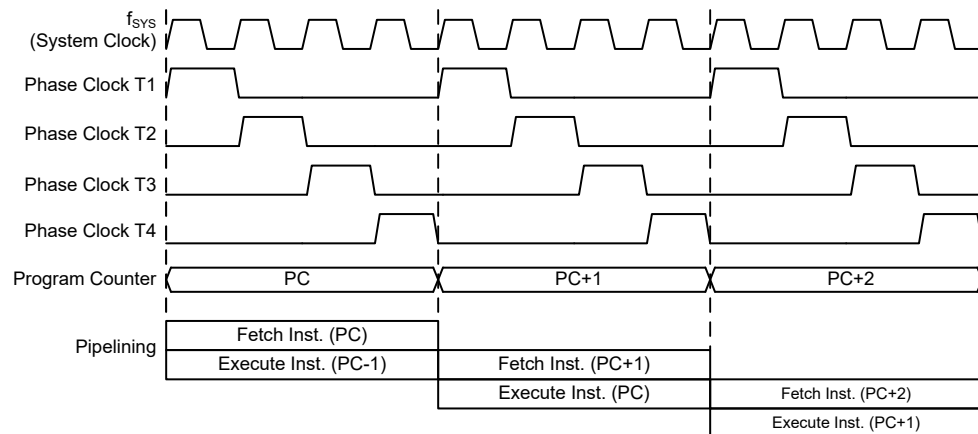 fSYS
(System Clock)
Phase Clock T1
Phase Clock T2
Phase Clock T3
Phase Clock T4
Program Counter PC PC+1 PC+2
Pipelining
Fetch Inst. (PC)
Execute Inst. (PC-1) Fetch Inst. (PC+1)
Execute Inst. (PC) Fetch Inst. (PC+2)
Execute Inst. (PC+1)